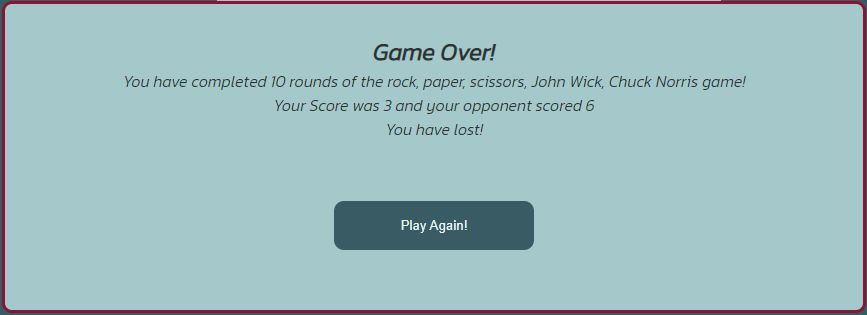 Game Over!
You have completed 10 rounds of the rock, paper, scissors, John Wick, Chuck Norris game!
Your Score was 3 and your opponent scored 6
You have lost!
Play Again!